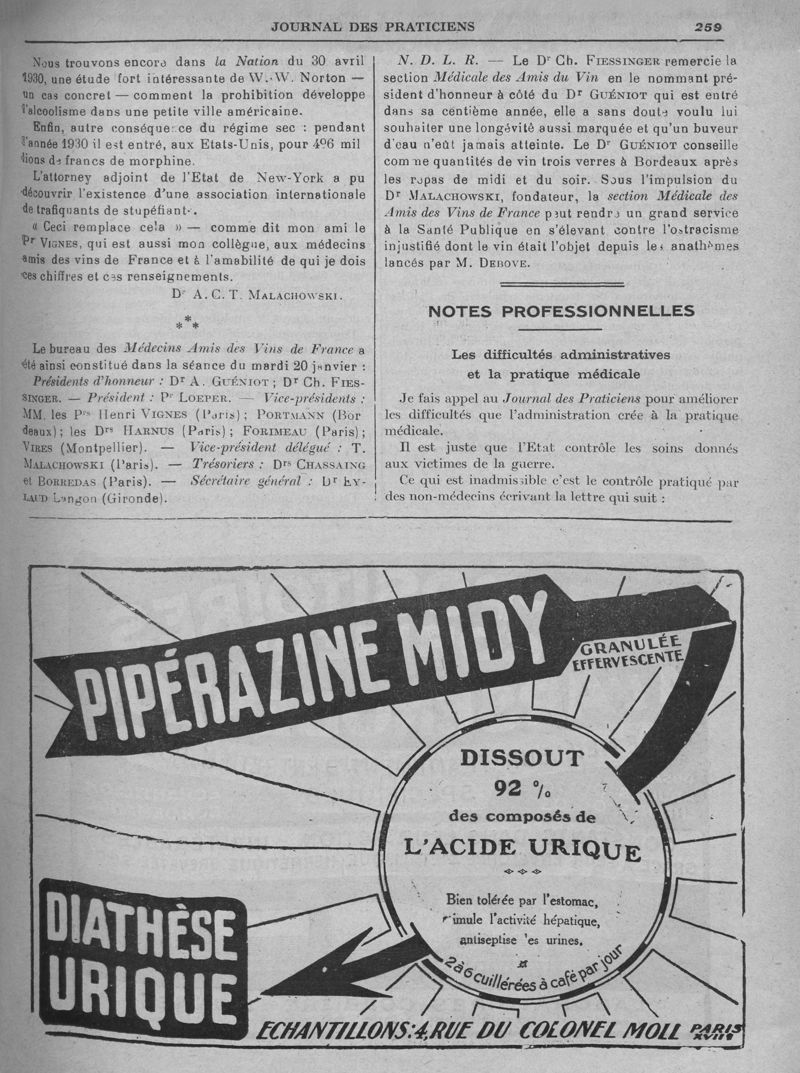 JOURNAL DES PRATICIENS 259
Nous trouvons encore dans la Nation du 30 avril
1930, une étude fort intéressante de W.-W. Norton —
un cas concret — comment la prohibition développe
l'alcoolisme dans une petite ville américaine.
Enfin, autre conséquence du régime sec : pendant
l'année 1930 il est entré, aux Etats-Unis, pour 406 mil
lions de francs de morphine.
L'attorney adjoint de l'Etat de New-York a pu
découvrir l'existence d'une association internationale
de trafiquants de stupéfiant-.
« Ceci remplace cela » — comme dit mon ami le
Pr VIGNES, qui est aussi mon collègue, aux médecins
amis des vins de France et à l'amabilité de qui je dois
ces chiffres et ces renseignements.
Dr A. C. T. MALACHOWSKI.
* * *
Le bureau des Médecins Amis des Vins de France a
été ainsi constitué dans la séance du mardi 20 janvier :
Présidents d'honneur : Dr A. GUÉNIOT ; Dr Ch. FIES-
SINGER. — Président : Pr LOEPER. — Vice-présidents :
MM. les Prs Henri VIGNES (Paris) ; PORTMANN (Bor
deaux) ; les Drs HARNUS (Paris) ; FORIMEAU (Paris) ;
VIRES (Montpellier). — Vice-président délégué : T.
MALACHOWSKI (Paris). — Trésoriers : Drs CHASSAING
et BORREDAS (Paris). — Sécrétaire général : Dr EY-
LAUD Langon (Gironde).
N. D. L. R. — Le Dr Ch. FIESSINGER remercie la
section Médicale des Amis du Vin en le nommant pré-
sident d'honneur à côté du Dr GUÉNIOT qui est entré
dans sa centième année, elle a sans doute voulu lui
souhaiter une longévité aussi marquée et qu'un buveur
d'eau n'eût jamais atteinte. Le Dr GUÉNIOT conseille
comme quantités de vin trois verres à Bordeaux après
les repas de midi et du soir. Sous l'impulsion du
Dr MALACHOWSKI, fondateur, la section Médicale des
Amis des Vins de France peut rendre un grand service
à la Santé Publique en s'élevant contre l'ostracisme
injustifié dont le vin était l'objet depuis les anathèmes
lancés par M. DEBOVE.
NOTES PROFESSIONNELLES
Les difficultés administratives
et la pratique médicale
Je fais appel au Journal des Praticiens pour améliorer
les difficultés que l'administration crée à la pratique
médicale.
Il est juste que l'Etat contrôle les soins donnés
aux victimes de la guerre.
Ce qui est inadmissible c'est le contrôle pratiqué par
des non-médecins écrivant la lettre qui suit :
PIPÉRAZINE MIDY
GRANULÉE
EFFERVESCENTE
DISSOUT
92 %
des composés de
L'ACIDE URIQUE
Bien tolérée par l'estomac,
imule l'activité hépatique,
antiseptise 'es urines.
2 à 6 cuillérées à café par jour
DIATHÈSE
URIQUE
ECHANTILLONS: 4, RUE DU COLONEL MOLL PARIS XVIIe